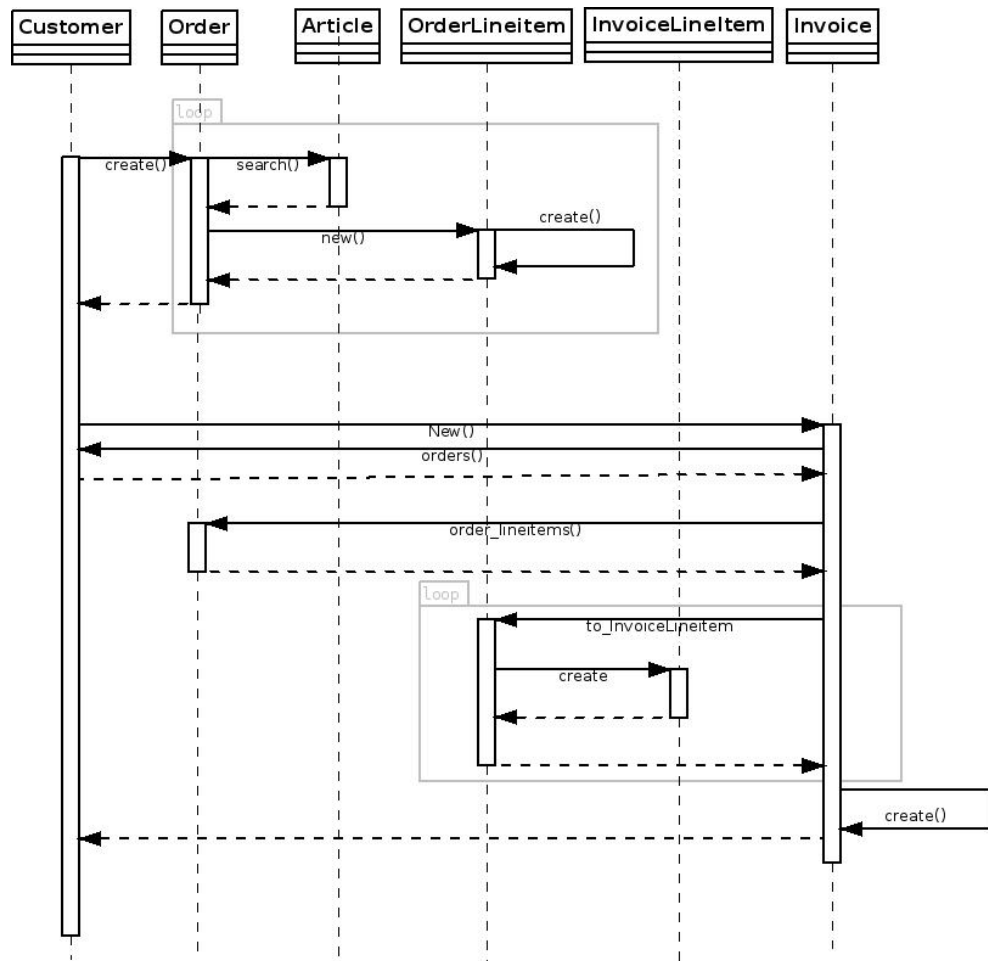 Customer
Order
Article
OrderLineitem
InvoiceLineItem
Invoice
loop
create()
search()
create()
new()
New()
orders()
order_lineitems()
loop
to_InvoiceLineitem
create
create()